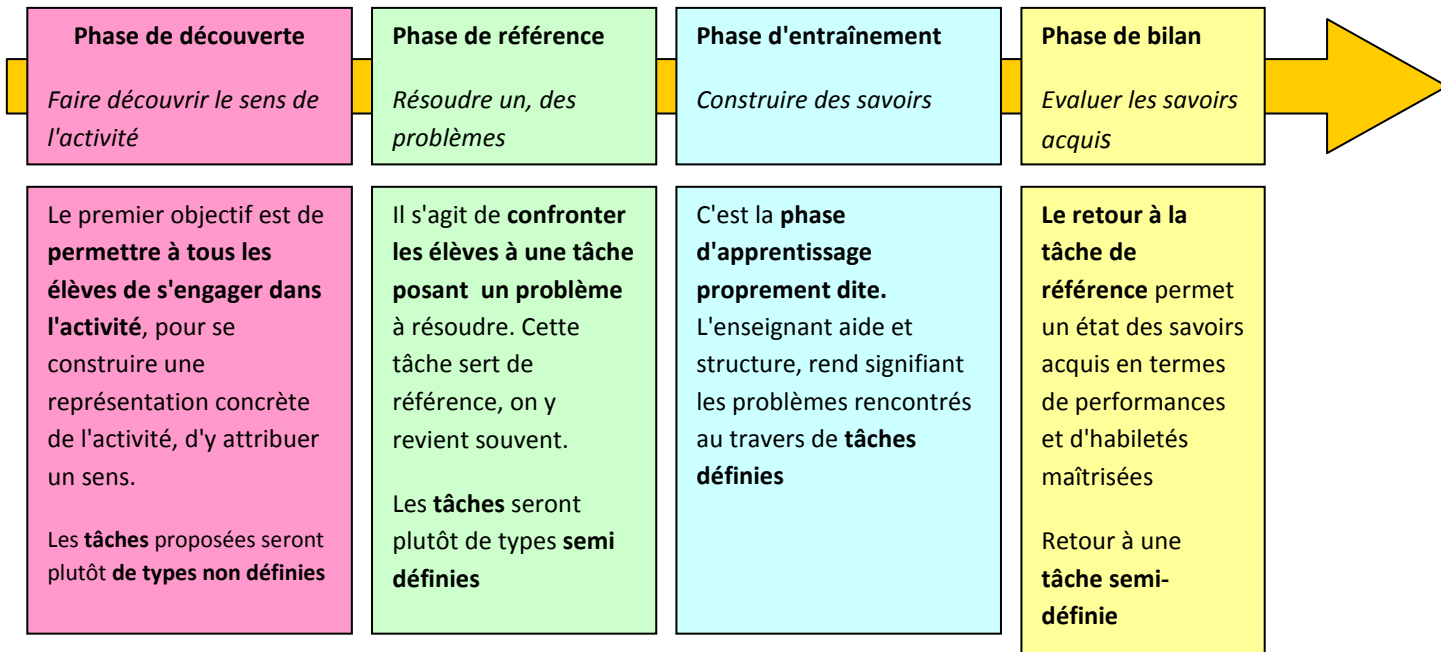 Phase de découverte
Faire découvrir le sens de
l'activité
Phase de référence
Résoudre un, des
problèmes
Phase d'entraînement
Construire des savoirs
Phase de bilan
Evaluer les savoirs
acquis
Le premier objectif est de
permettre à tous les
élèves de s'engager dans
l'activité, pour se
construire une
représentation concrète
de l'activité, d'y attribuer
un sens.
Les tâches proposées seront
plutôt de types non définies
Il s'agit de confronter
les élèves à une tâche
posant  un problème
à résoudre. Cette
tâche sert de
référence, on y
revient souvent.
Les tâches seront
plutôt de types semi
définies
C'est la phase
d'apprentissage
proprement dite.
L'enseignant aide et
structure, rend signifiant
les problèmes rencontrés
au travers de tâches
définies
Le retour à la
tâche de
référence permet
un état des savoirs
acquis en termes
de performances
et d'habiletés
maîtrisées
Retour à une
tâche semi-
définie